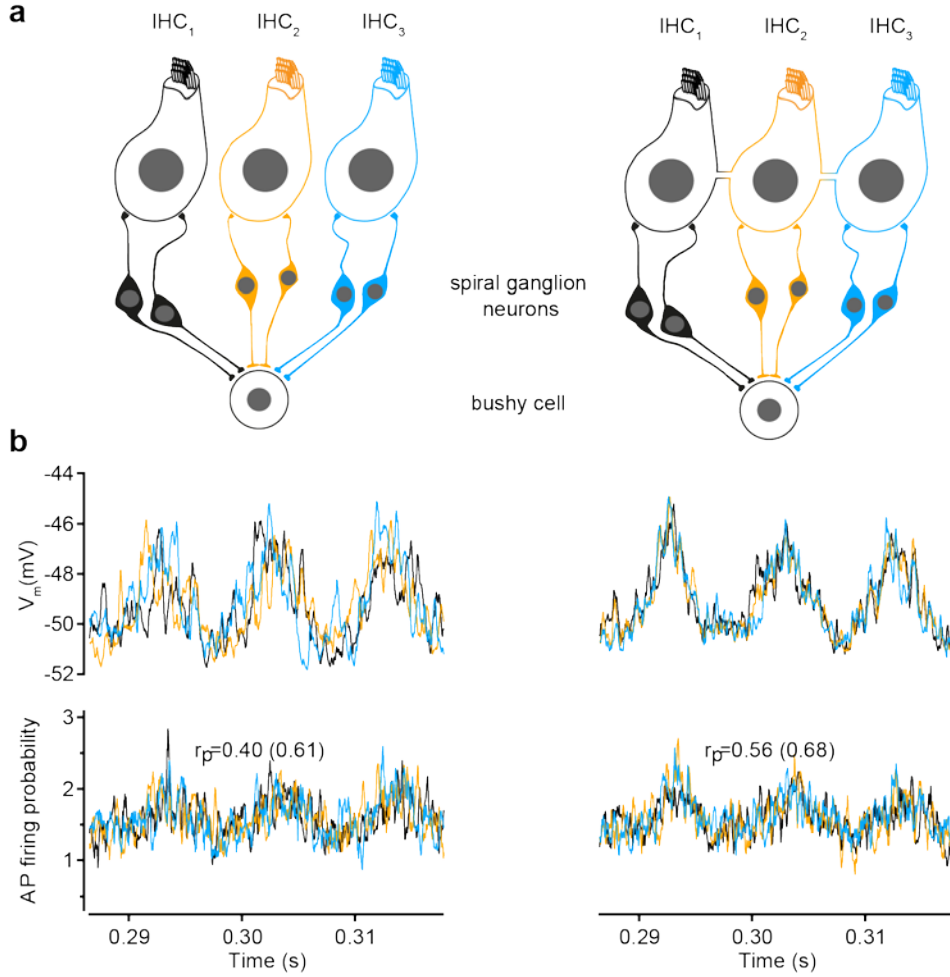 a
IHC1 IHC2 IHC3
IHC1 IHC2 IHC3
spiral ganglion
neurons
bushy cell
b
Vm(mV)
-44
-46
-48
-50
-52
AP firing probability
3
2
1
rp=0.40 (0.61)
rp=0.56 (0.68)
0.29 0.30 0.31
Time (s)
0.29 0.30 0.31
Time (s)